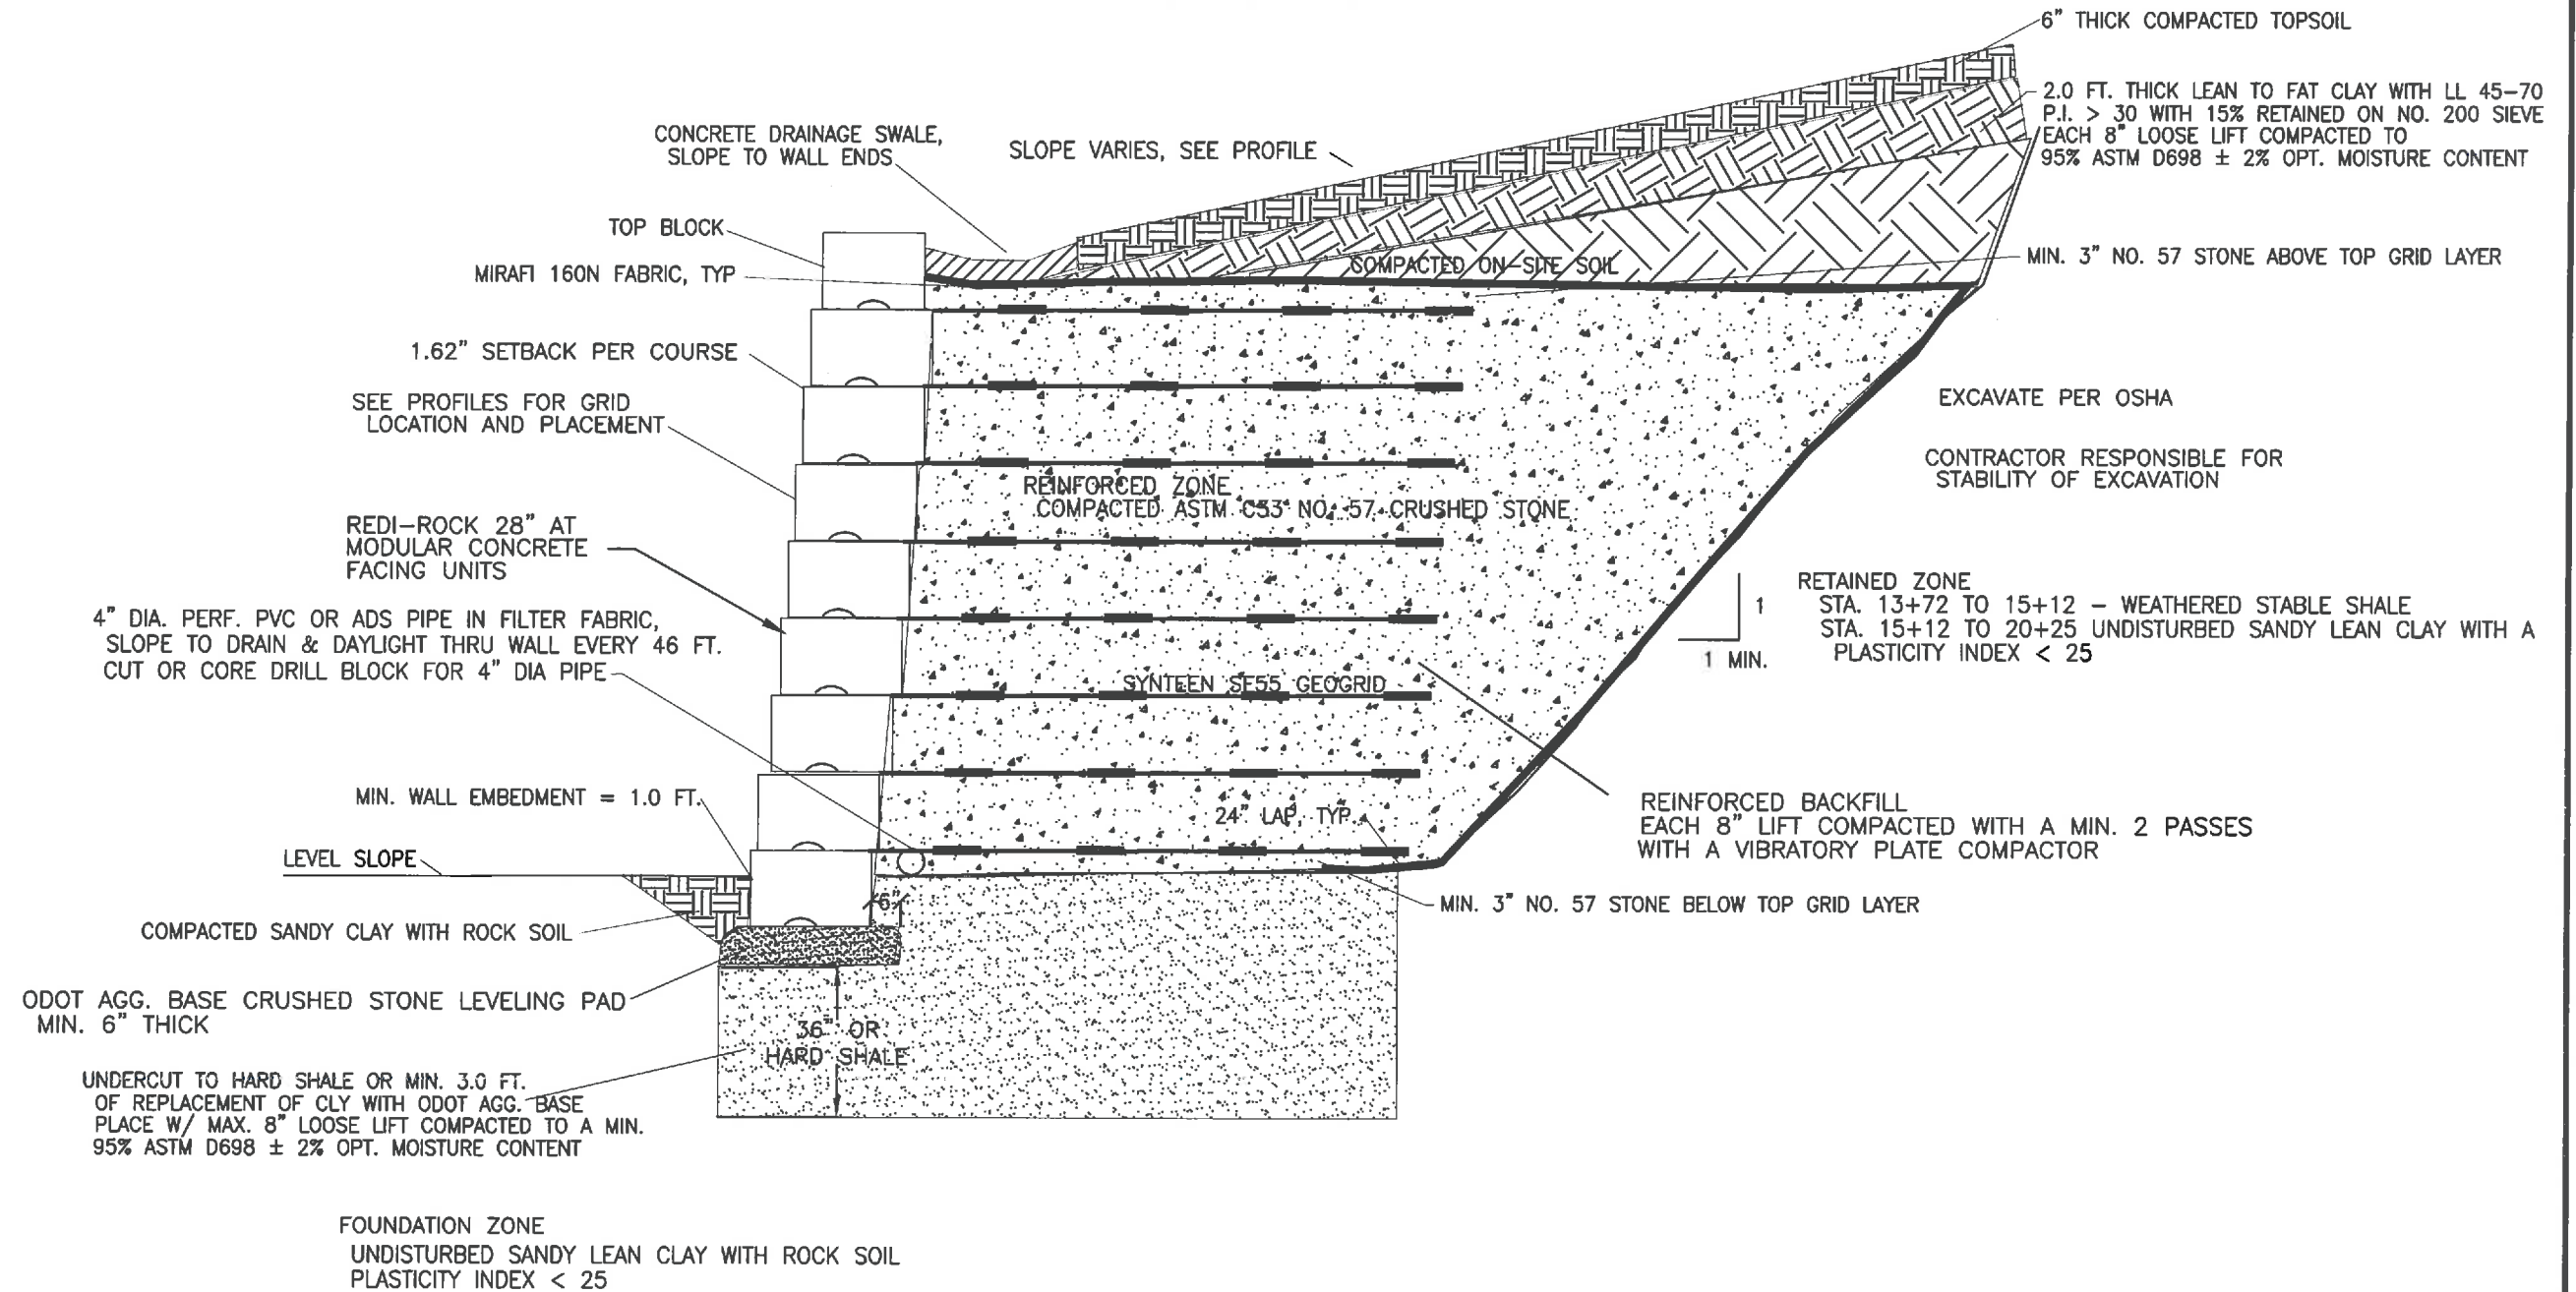 6" THICK COMPACTED TOPSOIL
2.0 FT. THICK LEAN TO FAT CLAY WITH LL 45-70
P.I. > 30 WITH 15% RETAINED ON NO. 200 SIEVE
EACH 8" LOOSE LIFT COMPACTED TO
95% ASTM D698 ± 2% OPT. MOISTURE CONTENT
CONCRETE DRAINAGE SWALE,
SLOPE TO WALL ENDS
SLOPE VARIES, SEE PROFILE
TOP BLOCK
MIRAFI 160N FABRIC, TYP
COMPACTED ON-SITE SOIL
MIN. 3" NO. 57 STONE ABOVE TOP GRID LAYER
1.62" SETBACK PER COURSE
SEE PROFILES FOR GRID
LOCATION AND PLACEMENT
EXCAVATE PER OSHA
CONTRACTOR RESPONSIBLE FOR
STABILITY OF EXCAVATION
REINFORCED ZONE
COMPACTED ASTM C33 NO. 57 CRUSHED STONE
REDI-ROCK 28" AT
MODULAR CONCRETE
FACING UNITS
4" DIA. PERF. PVC OR ADS PIPE IN FILTER FABRIC,
SLOPE TO DRAIN & DAYLIGHT THRU WALL EVERY 46 FT.
CUT OR CORE DRILL BLOCK FOR 4" DIA PIPE
1
1 MIN.
RETAINED ZONE
STA. 13+72 TO 15+12 - WEATHERED STABLE SHALE
STA. 15+12 TO 20+25 UNDISTURBED SANDY LEAN CLAY WITH A
PLASTICITY INDEX < 25
SYNTEEN SF55 GEOGRID
MIN. WALL EMBEDMENT = 1.0 FT.
24" LAP, TYP.
REINFORCED BACKFILL
EACH 8" LIFT COMPACTED WITH A MIN. 2 PASSES
WITH A VIBRATORY PLATE COMPACTOR
LEVEL SLOPE
6"
MIN. 3" NO. 57 STONE BELOW TOP GRID LAYER
COMPACTED SANDY CLAY WITH ROCK SOIL
ODOT AGG. BASE CRUSHED STONE LEVELING PAD
MIN. 6" THICK
36" OR
HARD SHALE
UNDERCUT TO HARD SHALE OR MIN. 3.0 FT.
OF REPLACEMENT OF CLY WITH ODOT AGG. BASE
PLACE W/ MAX. 8" LOOSE LIFT COMPACTED TO A MIN.
95% ASTM D698 ± 2% OPT. MOISTURE CONTENT
FOUNDATION ZONE
UNDISTURBED SANDY LEAN CLAY WITH ROCK SOIL
PLASTICITY INDEX < 25